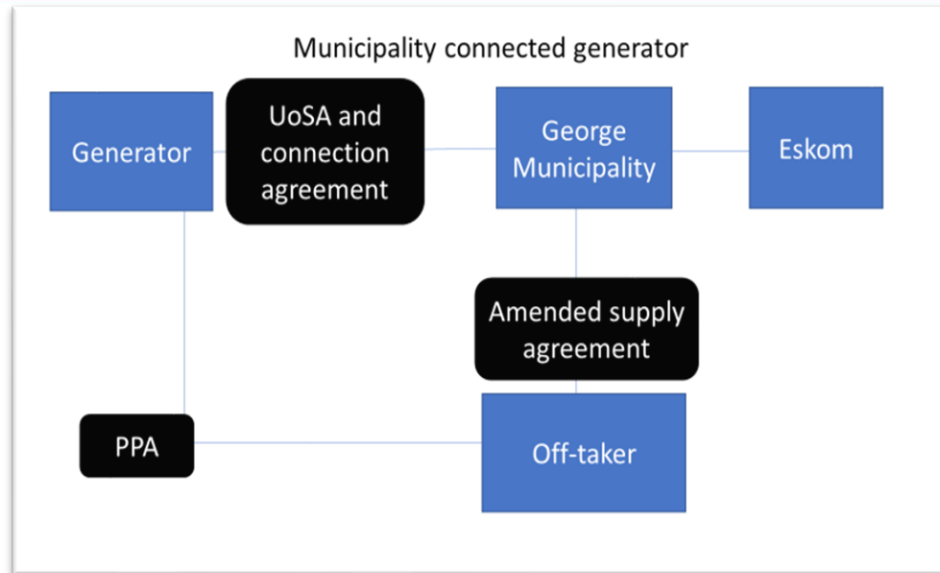 Municipality connected generator
Generator
UoSA and
connection
agreement
George
Municipality
Eskom
Amended supply
agreement
PPA
Off-taker